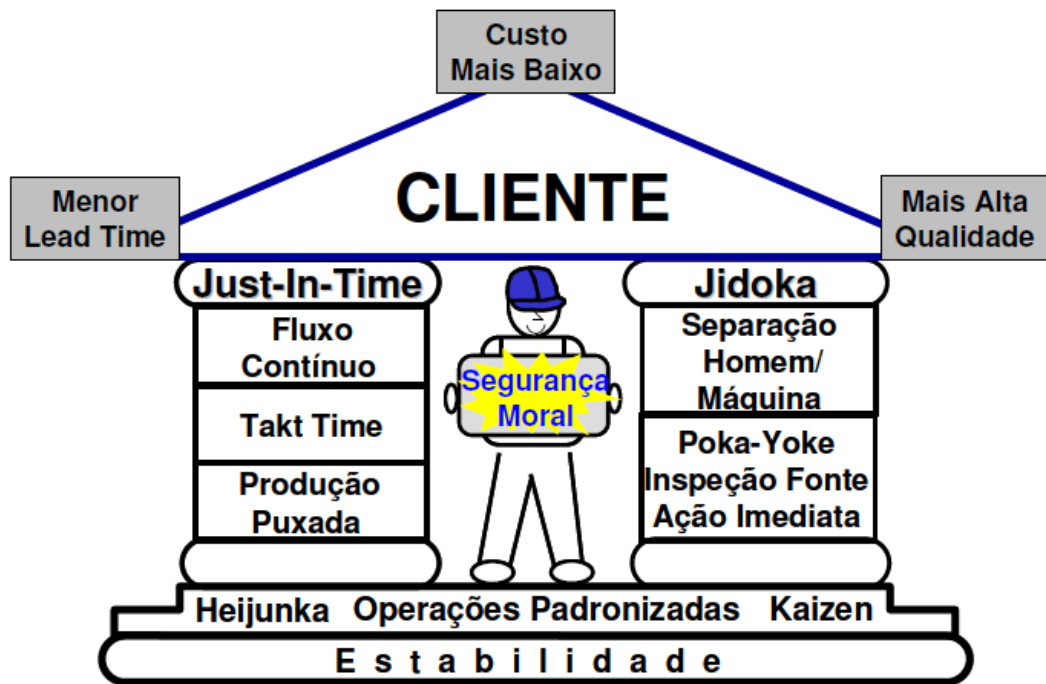 Custo
Mais Baixo
CLIENTE
Menor
Lead Time
Mais Alta
Qualidade
Just-In-Time
Fluxo
Contínuo
Takt Time
Produção
Puxada
Segurança
Moral
Jidoka
Separação
Homem/
Máquina
Poka-Yoke
Inspeção Fonte
Ação Imediata
Heijunka Operações Padronizadas Kaizen
Estabilidade